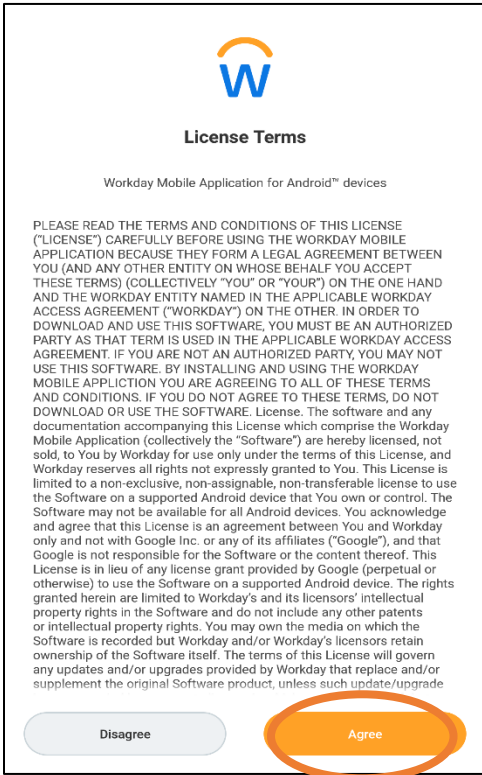 W
License Terms
Workday Mobile Application for Android™ devices
PLEASE READ THE TERMS AND CONDITIONS OF THIS LICENSE
("LICENSE") CAREFULLY BEFORE USING THE WORKDAY MOBILE
APPLICATION BECAUSE THEY FORM A LEGAL AGREEMENT BETWEEN
YOU (AND ANY OTHER ENTITY ON WHOSE BEHALF YOU ACCEPT
THESE TERMS) (COLLECTIVELY "YOU" OR "YOUR") ON THE ONE HAND
AND THE WORKDAY ENTITY NAMED IN THE APPLICABLE WORKDAY
ACCESS AGREEMENT ("WORKDAY") ON THE OTHER. IN ORDER TO
DOWNLOAD AND USE THIS SOFTWARE, YOU MUST BE AN AUTHORIZED
PARTY AS THAT TERM IS USED IN THE APPLICABLE WORKDAY ACCESS
AGREEMENT. IF YOU ARE NOT AN AUTHORIZED PARTY, YOU MAY NOT
USE THIS SOFTWARE. BY INSTALLING AND USING THE WORKDAY
MOBILE APPLICTION YOU ARE AGREEING TO ALL OF THESE TERMS
AND CONDITIONS. IF YOU DO NOT AGREE TO THESE TERMS, DO NOT
DOWNLOAD OR USE THE SOFTWARE. License. The software and any
documentation accompanying this License which comprise the Workday
Mobile Application (collectively the "Software") are hereby licensed, not
sold, to You by Workday for use only under the terms of this License, and
Workday reserves all rights not expressly granted to You. This License is
limited to a non-exclusive, non-assignable, non-transferable license to use
the Software on a supported Android device that You own or control. The
Software may not be available for all Android devices. You acknowledge
and agree that this License is an agreement between You and Workday
only and not with Google Inc. or any of its affiliates ("Google"), and that
Google is not responsible for the Software or the content thereof. This
License is in lieu of any license grant provided by Google (perpetual or
otherwise) to use the Software on a supported Android device. The rights
granted herein are limited to Workday's and its licensors' intellectual
property rights in the Software and do not include any other patents
or intellectual property rights. You may own the media on which the
Software is recorded but Workday and/or Workday's licensors retain
ownership of the Software itself. The terms of this License will govern
any updates and/or upgrades provided by Workday that replace and/or
supplement the original Software product, unless such update/upgrade
Disagree
Agree